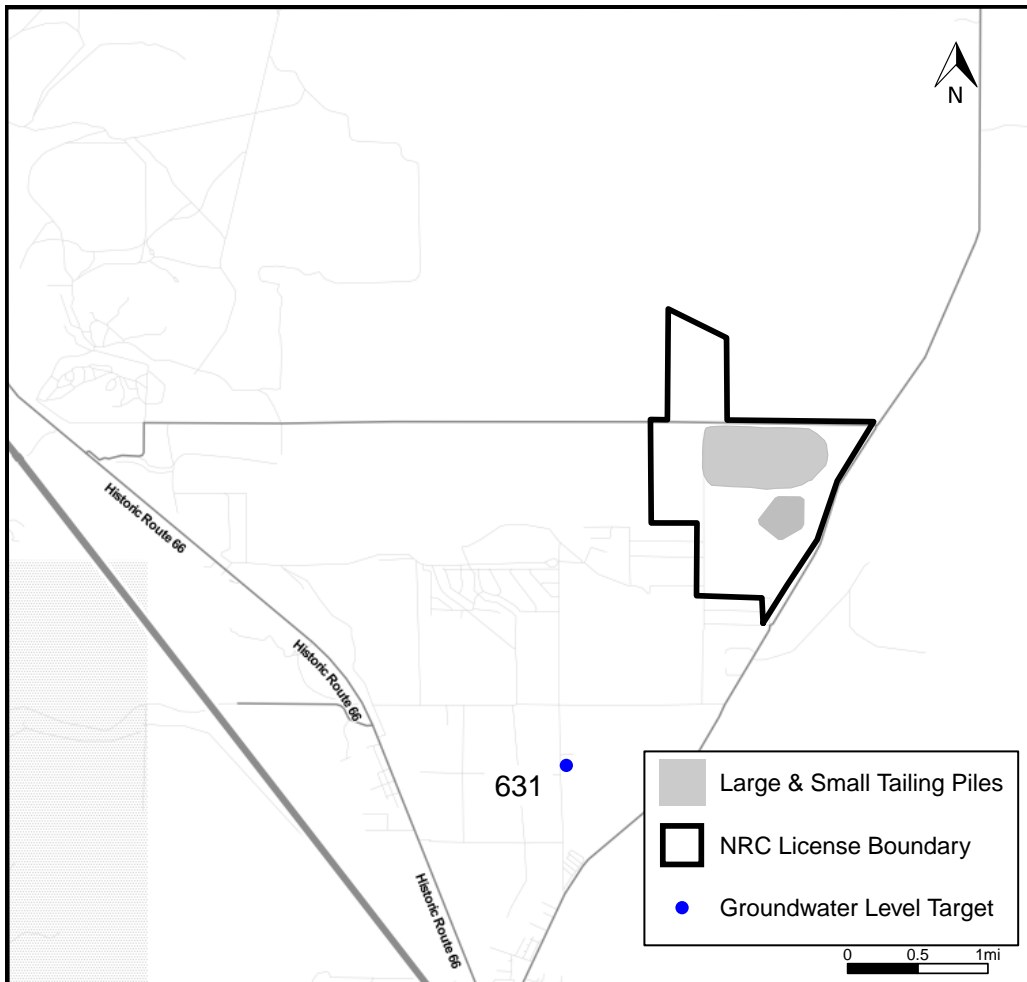 N
Historic Route 66
Historic Route 66
631
Large & Small Tailing Piles
NRC License Boundary
Historic Route 66
Groundwater Level Target
0 0.5 1mi